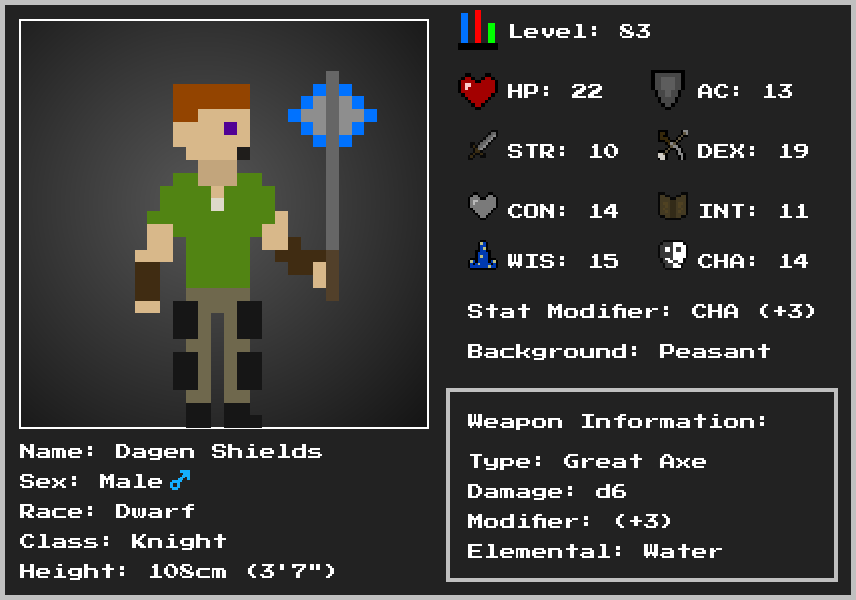 Level: 83
HP: 22
AC: 13
STR: 10
DEX: 19
CON: 14
INT: 11
WIS: 15
CHA: 14
Stat Modifier: CHA (+3)
Background: Peasant
Name: Dagen Shields
Sex: Male♂
Race: Dwarf
Class: Knight
Height: 108cm (3'7")
Weapon Information:
Type: Great Axe
Damage: d6
Modifier: (+3)
Elemental: Water